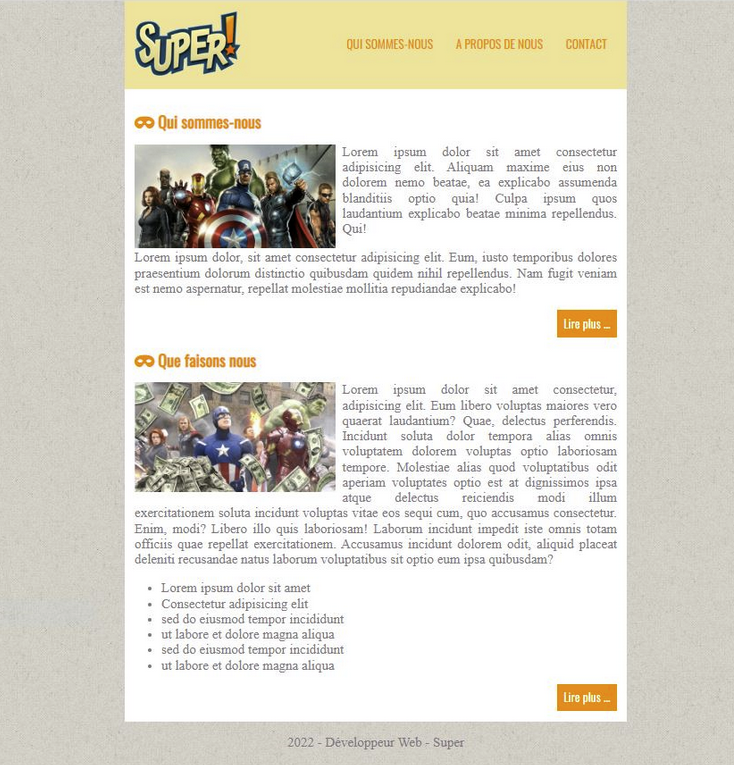 SUPER!
QUI SOMMES-NOUS A PROPOS DE NOUS CONTACT
Qui sommes-nous
Lorem ipsum dolor sit amet consectetur
adipisicing elit. Aliquam maxime eius non
dolorem nemo beatae, ea explicabo assumenda
blanditiis optio quia! Culpa ipsum quos
laudantium explicabo beatae minima repellendus.
Qui!
Lorem ipsum dolor, sit amet consectetur adipisicing elit. Eum, iusto temporibus dolores
praesentium dolorum distinctio quibusdam quidem nihil repellendus. Nam fugit veniam
est nemo aspernatur, repellat molestiae mollitia repudiandae explicabo!
Lire plus ...
Que faisons nous
Lorem ipsum dolor sit amet consectetur,
adipisicing elit. Eum libero voluptas maiores vero
quaerat laudantium? Quae, delectus perferendis.
Incidunt soluta dolor tempora alias omnis
voluptatem dolorem voluptas optio laboriosam
tempore. Molestiae alias quod voluptatibus odit
aperiam voluptates optio est at dignissimos ipsa
atque delectus reiciendis modi illum
exercitationem soluta incidunt voluptas vitae eos sequi cum, quo accusamus consectetur.
Enim, modi? Libero illo quis laboriosam! Laborum incidunt impedit iste omnis totam
officiis quae repellat exercitationem. Accusamus incidunt dolorem odit, aliquid placeat
deleniti recusandae natus laborum voluptatibus sit optio eum ipsa quibusdam?
Lorem ipsum dolor sit amet
Consectetur adipisicing elit
sed do eiusmod tempor incididunt
ut labore et dolore magna aliqua
sed do eiusmod tempor incididunt
ut labore et dolore magna aliqua
Lire plus ...
2022 - Développeur Web - Super